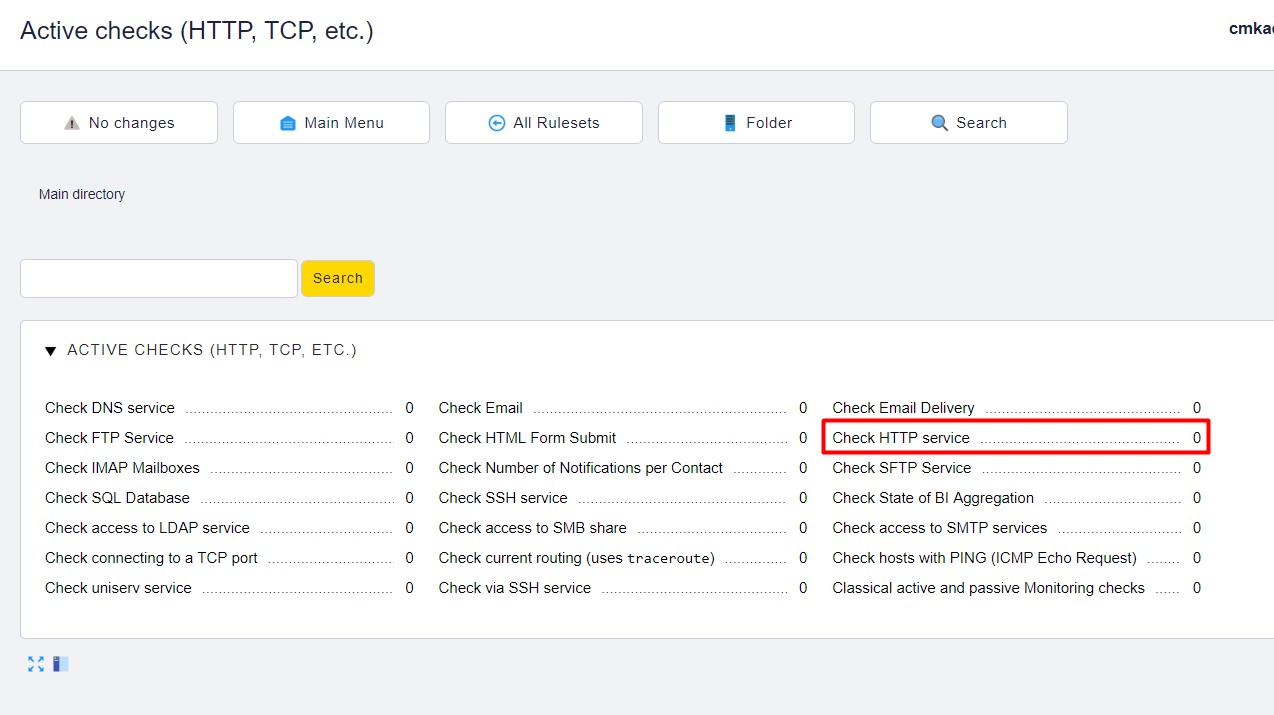 Active checks (HTTP, TCP, etc.)
cmka
No changes
Main Menu
All Rulesets
Folder
Search
Main directory
Search
ACTIVE CHECKS (HTTP, TCP, ETC.)
Check DNS service 0 Check Email 0 Check Email Delivery 0
Check FTP Service 0 Check HTML Form Submit 0 Check HTTP service 0
Check IMAP Mailboxes 0 Check Number of Notifications per Contact 0 Check SFTP Service 0
Check SQL Database 0 Check SSH service 0 Check State of BI Aggregation 0
Check access to LDAP service 0 Check access to SMB share 0 Check access to SMTP services 0
Check connecting to a TCP port 0 Check current routing (uses traceroute) 0 Check hosts with PING (ICMP Echo Request) 0
Check uniserv service 0 Check via SSH service 0 Classical active and passive Monitoring checks 0